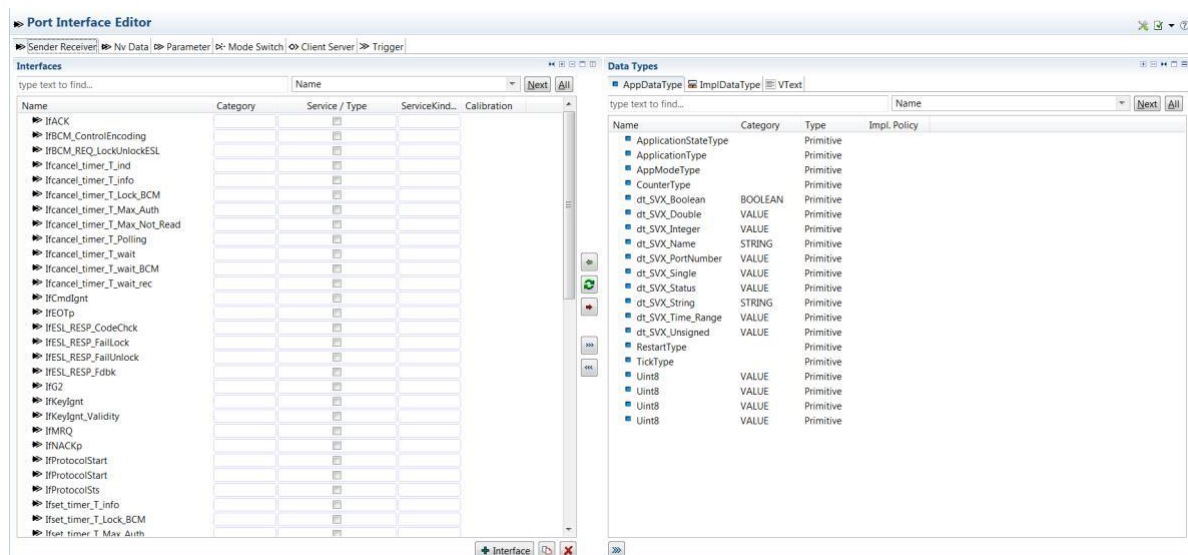 Port Interface Editor
Sender Receiver Nv Data Parameter Mode Switch Client Server Trigger
Interfaces
type text to find... Name Next All
Name Category Service / Type ServiceKind... Calibration
IfACK
IfBCM_ControlEncoding
IfBCM_REQ_LockUnlockESL
Ifcancel_timer_T_ind
Ifcancel_timer_T_info
Ifcancel_timer_T_Lock_BCM
Ifcancel_timer_T_Max_Auth
Ifcancel_timer_T_Max_Not_Read
Ifcancel_timer_T_Polling
Ifcancel_timer_T_wait
Ifcancel_timer_T_wait_BCM
Ifcancel_timer_T_wait_rec
IfCmdIgnt
IfEOTp
IfESL_RESP_CodeChck
IfESL_RESP_FailLock
IfESL_RESP_FailUnlock
IfESL_RESP_Fdbk
IfG2
IfKeyIgnt
IfKeyIgnt_Validity
IfMRQ
IfNACKp
IfProtocolStart
IfProtocolStart
IfProtocolSts
Ifset_timer_T_info
Ifset_timer_T_Lock_BCM
Ifset_timer_T_Max_Auth
Interface
Data Types
AppDataType ImplDataType VText
type text to find... Name Next All
Name Category Type Impl. Policy
ApplicationStateType Primitive
ApplicationType Primitive
AppModeType Primitive
CounterType Primitive
dt_SVX_Boolean BOOLEAN Primitive
dt_SVX_Double VALUE Primitive
dt_SVX_Integer VALUE Primitive
dt_SVX_Name STRING Primitive
dt_SVX_PortNumber VALUE Primitive
dt_SVX_Single VALUE Primitive
dt_SVX_Status VALUE Primitive
dt_SVX_String STRING Primitive
dt_SVX_Time_Range VALUE Primitive
dt_SVX_Unsigned VALUE Primitive
RestartType Primitive
TickType Primitive
Uint8 VALUE Primitive
Uint8 VALUE Primitive
Uint8 VALUE Primitive
Uint8 VALUE Primitive